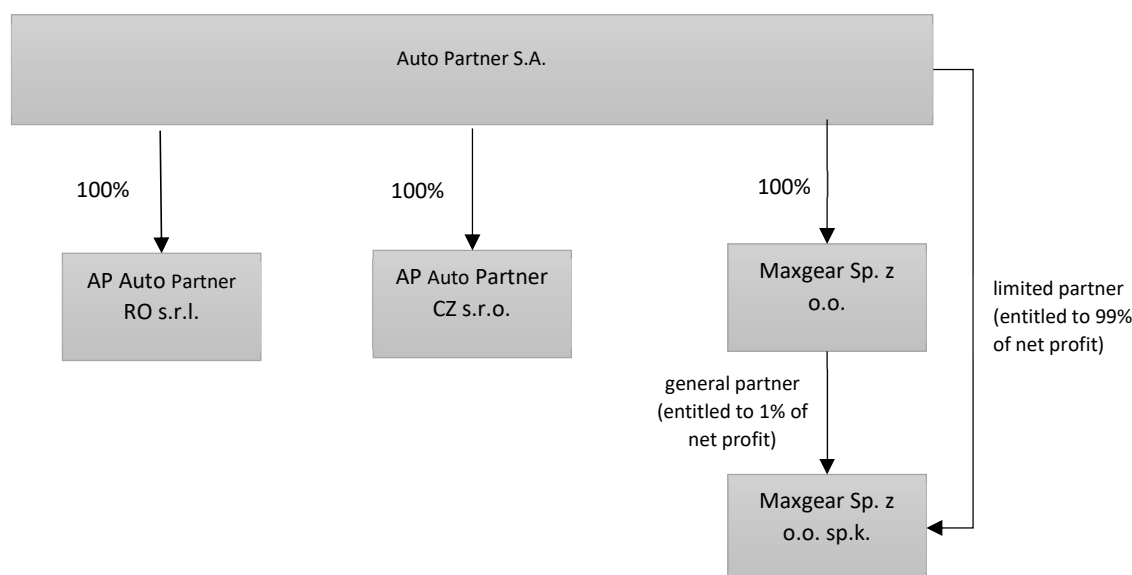 Auto Partner S.A.
100%
100%
100%
AP Auto Partner
RO s.r.l.
AP Auto Partner
CZ s.r.o.
Maxgear Sp. z
o.o.
limited partner
(entitled to 99%
of net profit)
general partner
(entitled to 1% of
net profit)
Maxgear Sp. z
o.o. sp.k.